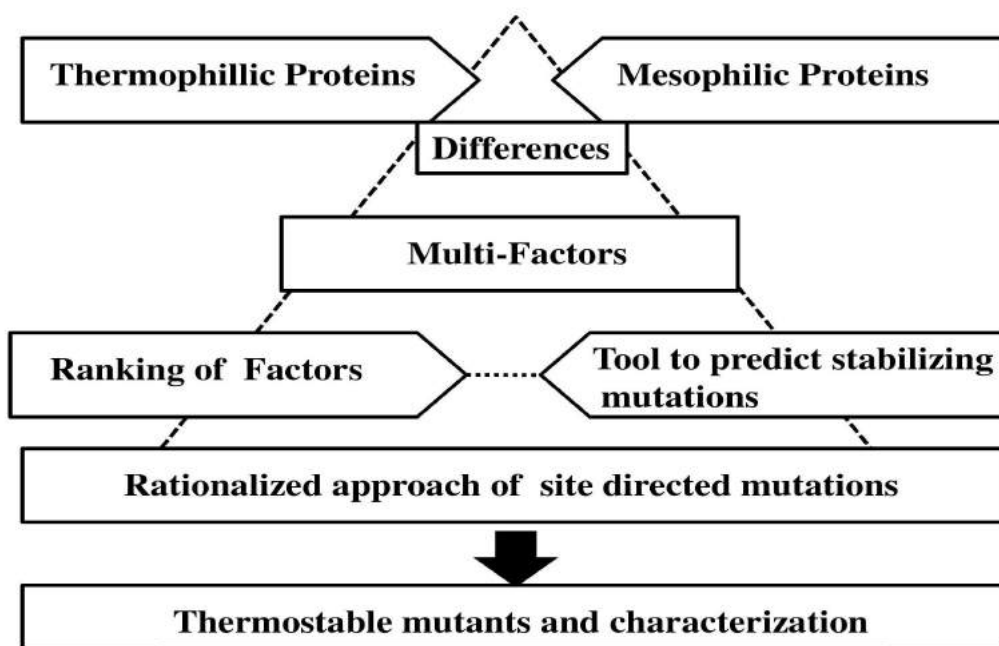 Thermophillic Proteins
Mesophilic Proteins
Differences
Multi-Factors
Ranking of Factors
Tool to predict stabilizing
mutations
Rationalized approach of site directed mutations
Thermostable mutants and characterization